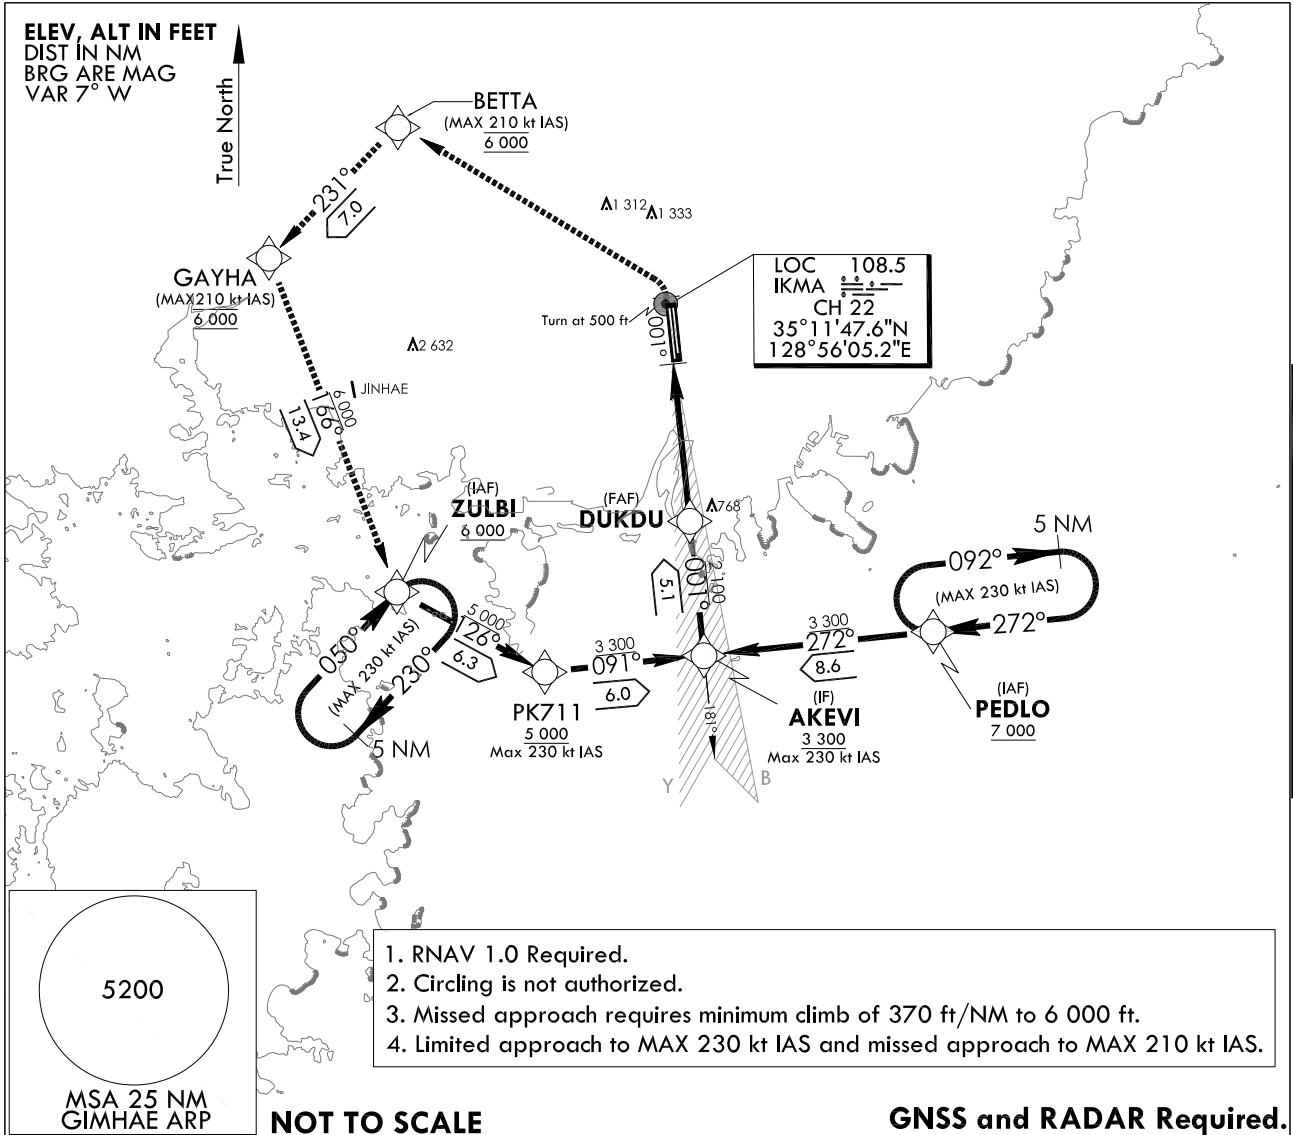 ELEV, ALT IN FEET
DIST IN NM
BRG ARE MAG
VAR 7° W
True North
BETTA
(MAX 210 kt IAS)
6 000
231°
7.0
1 312
1 333
GAYHA
(MAX210 kt IAS)
6 000
LOC 108.5
IKMA
CH 22
35°11'47.6"N
128°56'05.2"E
Turn at 500 ft
001°
2 632
JINHAE
6 000
166°
13.4
(IAF)
ZULBI
6 000
(FAF)
DUKDU
768
5 NM
092°
(MAX 230 kt IAS)
272°
2 100
001°
5.1
050°
(MAX 230 kt IAS)
230°
5 NM
5 000
126°
6.3
3 300
091°
6.0
3 300
272°
8.6
PK711
5 000
Max 230 kt IAS
(IF)
AKEVI
3 300
Max 230 kt IAS
(IAF)
PEDLO
7 000
181°
Y
B
5200
MSA 25 NM
GIMHAE ARP
1. RNAV 1.0 Required.
2. Circling is not authorized.
3. Missed approach requires minimum climb of 370 ft/NM to 6 000 ft.
4. Limited approach to MAX 230 kt IAS and missed approach to MAX 210 kt IAS.
NOT TO SCALE
GNSS and RADAR Required.